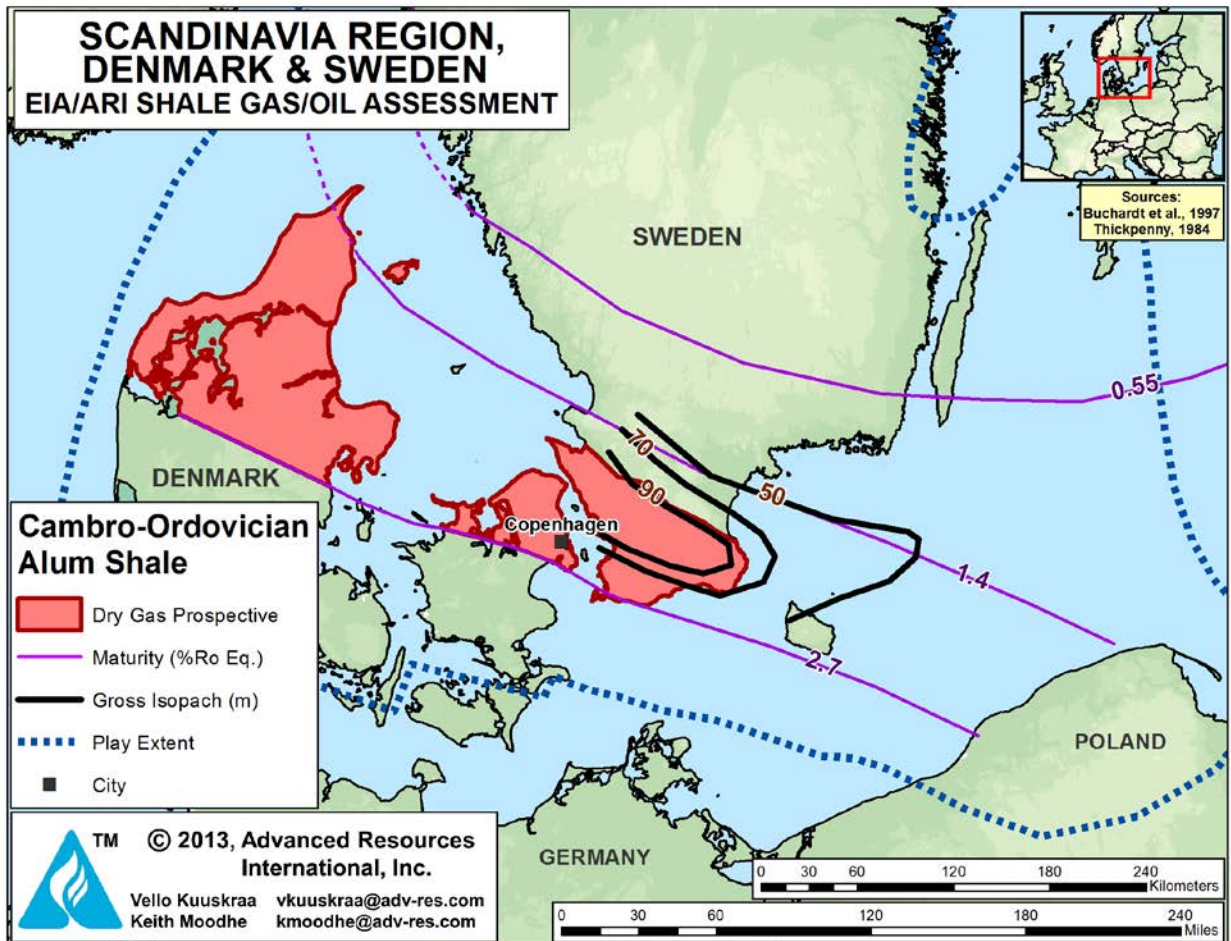 SCANDINAVIA REGION,
DENMARK & SWEDEN
EIA/ARI SHALE GAS/OIL ASSESSMENT
Sources:
Buchardt et al., 1997
Thickpenny, 1984
SWEDEN
0.55
DENMARK
70
90
50
Copenhagen
1.4
2.7
POLAND
GERMANY
Cambro-Ordovician
Alum Shale
Dry Gas Prospective
Maturity (%Ro Eq.)
Gross Isopach (m)
Play Extent
City
TM
© 2013, Advanced Resources
International, Inc.
Vello Kuuskraa vkuuskraa@adv-res.com
Keith Moodhe kmoodhe@adv-res.com
0 30 60 120 180 240
Kilometers
0 30 60 120 180 240
Miles